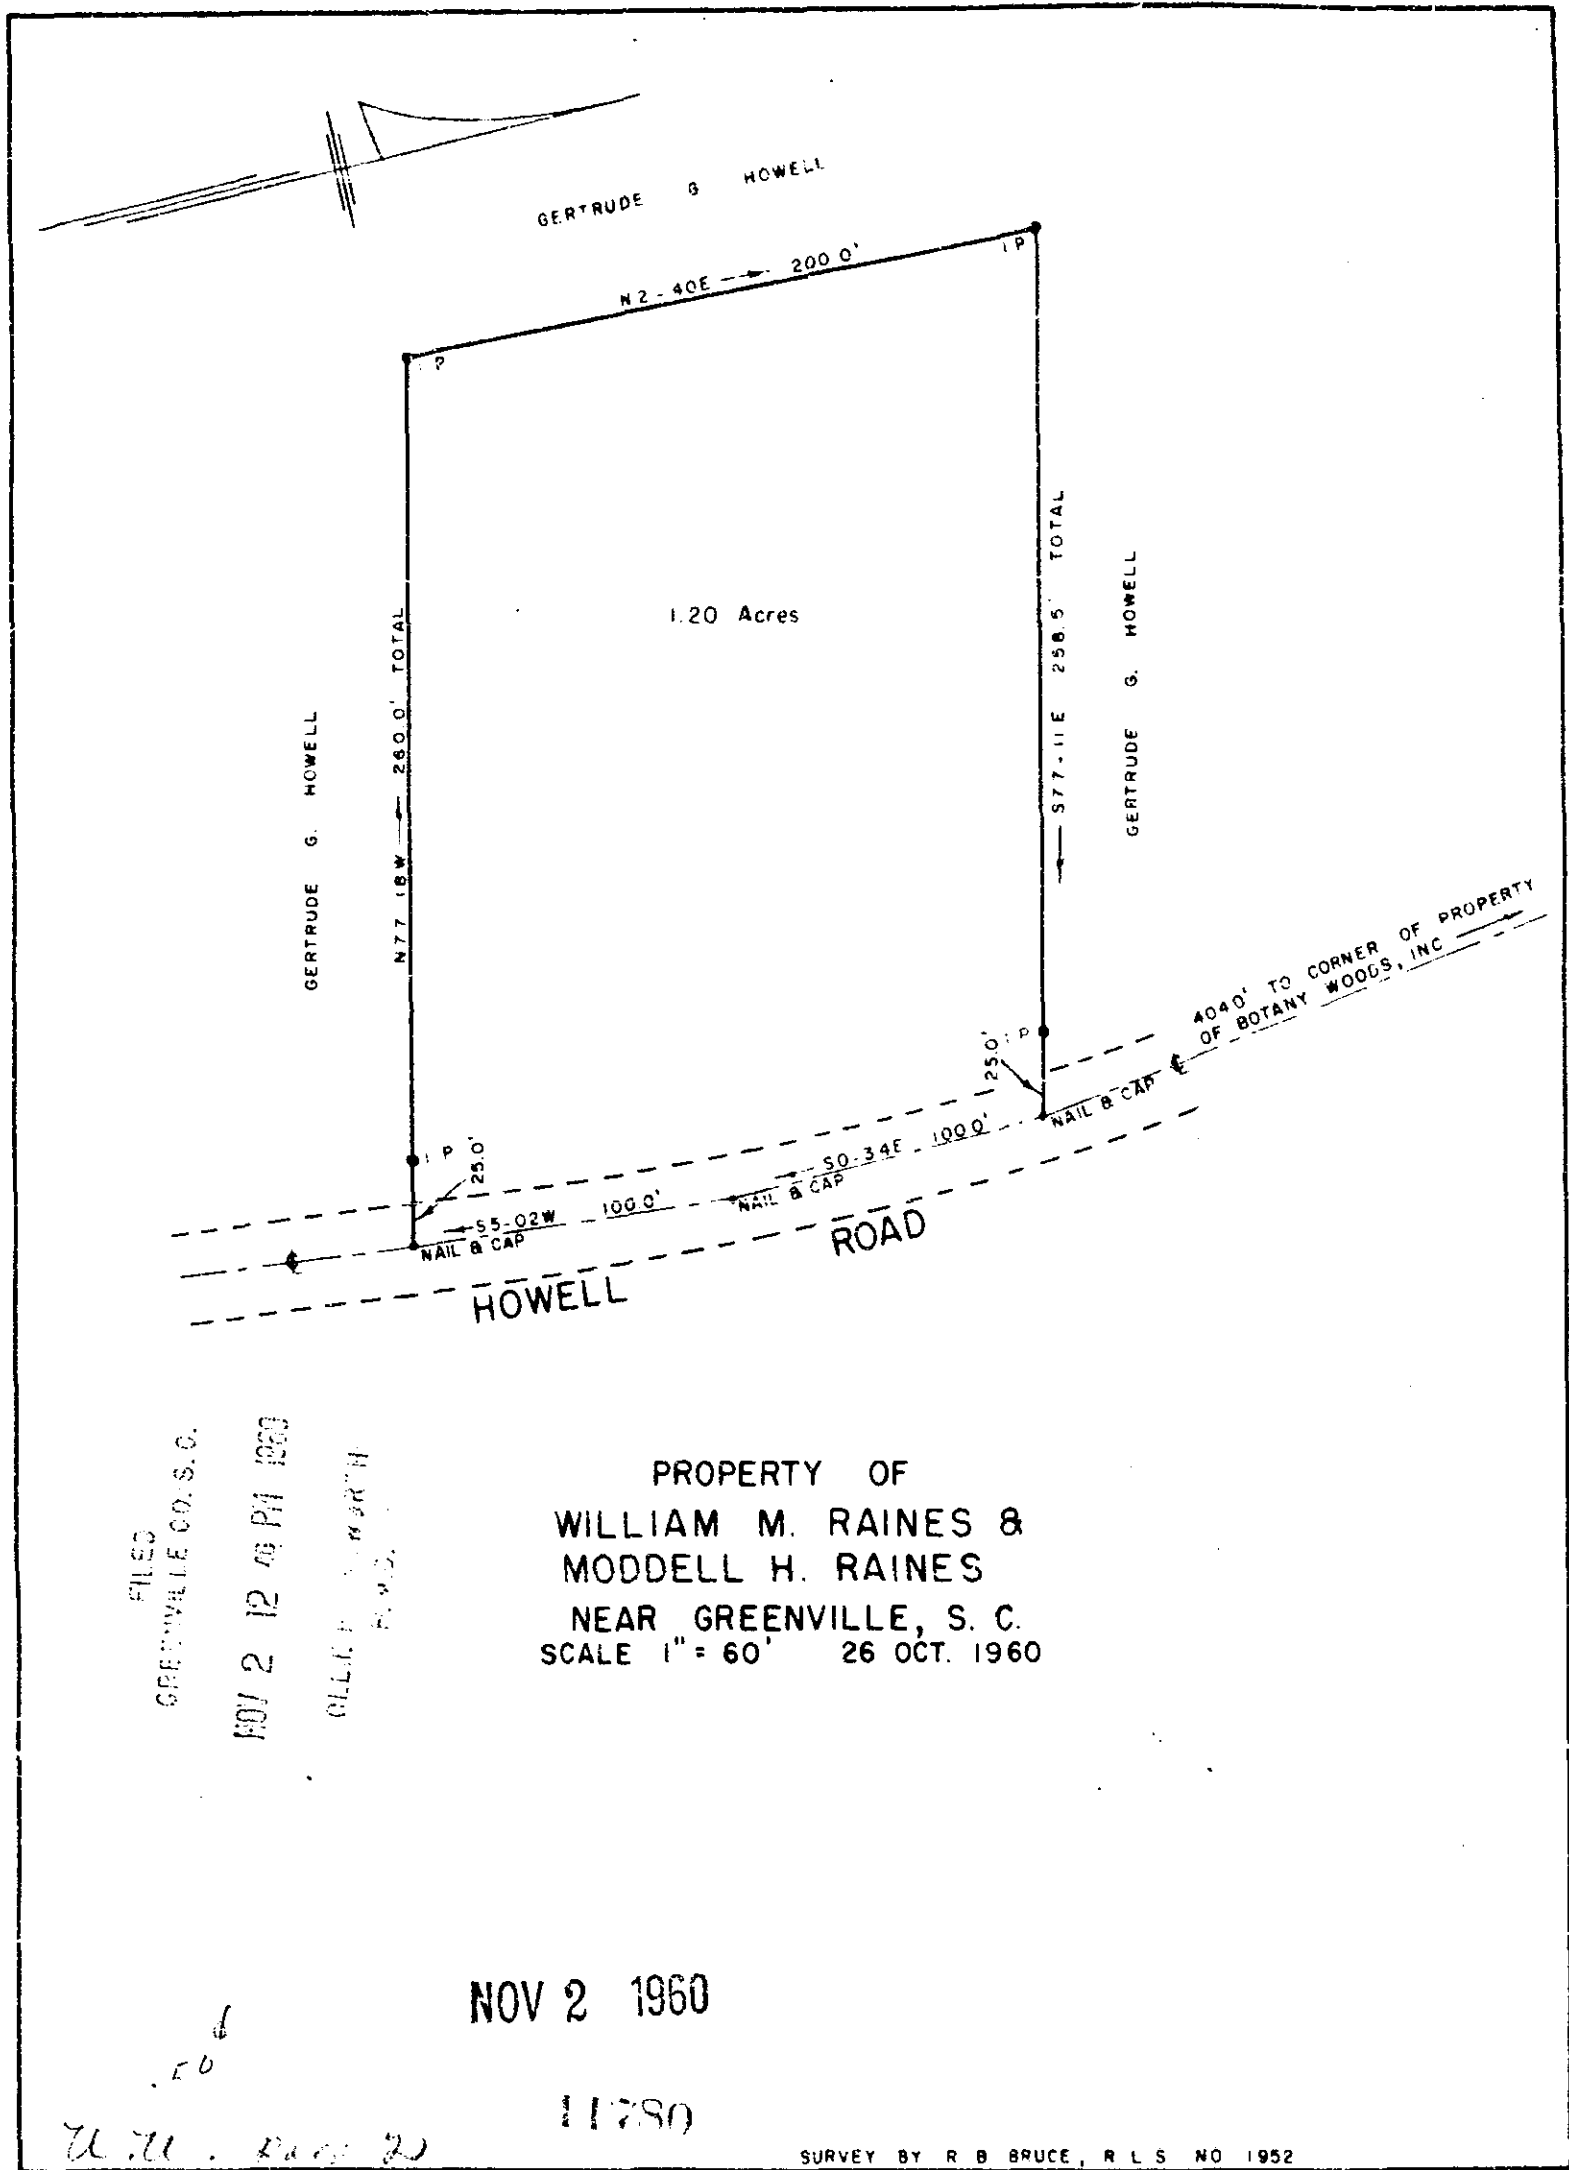 GERTRUDE G HOWELL
N 2 - 40E 200 0'
I P
I P
1.20 Acres
GERTRUDE G. HOWELL
N77 18W 260.0' TOTAL
S77-11E 258.5' TOTAL
GERTRUDE G. HOWELL
4040' TO CORNER OF PROPERTY
OF BOTANY WOODS, INC
I P
25.0'
NAIL & CAP
S0-34E 100.0'
NAIL & CAP
I P
25.0'
S5-02W 100.0'
NAIL & CAP
HOWELL ROAD
FILED
GREENVILLE CO. S. C.
NOV 2 12 PM 1960
PROPERTY OF
WILLIAM M. RAINES &
MODDELL H. RAINES
NEAR GREENVILLE, S. C.
SCALE 1" = 60' 26 OCT. 1960
NOV 2 1960
.50
11780
SURVEY BY R B BRUCE, R L S NO 1952